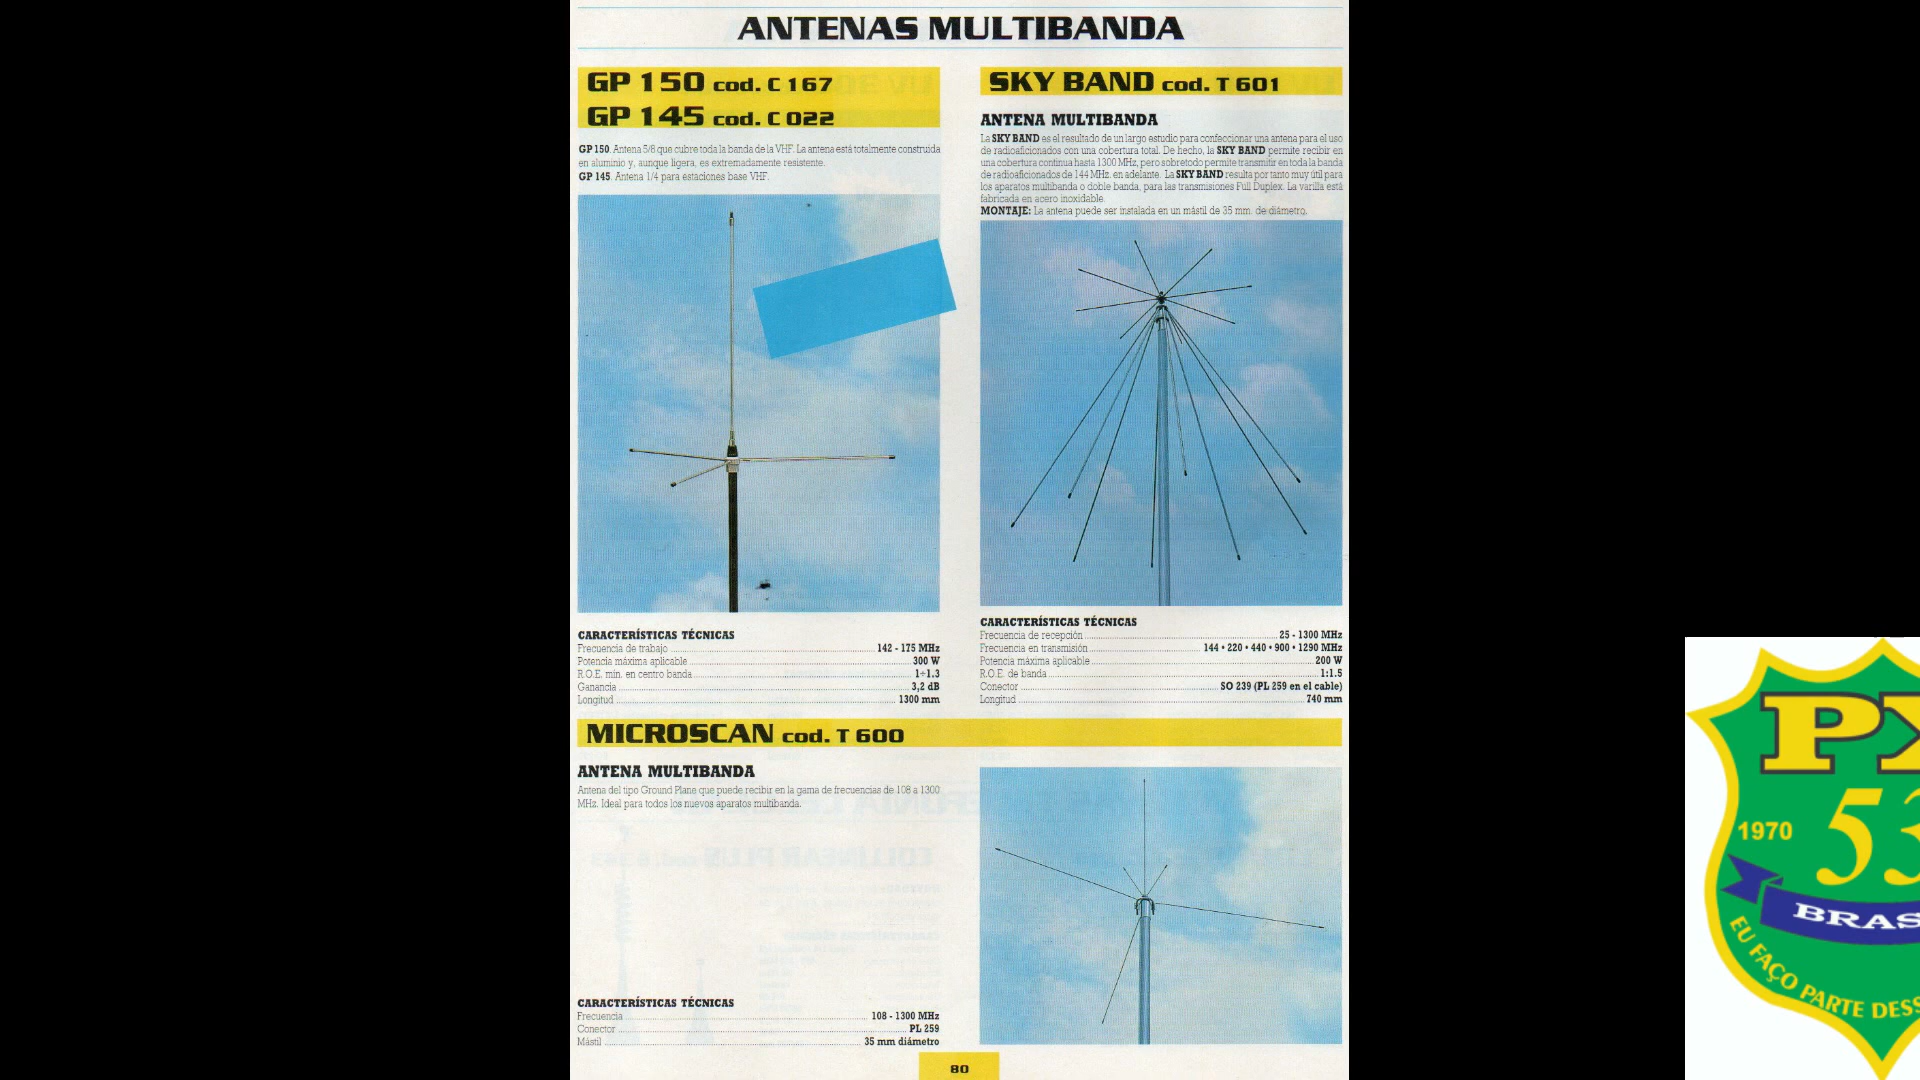 ANTENAS MULTIBANDA
GP 150 cod. C 167
GP 145 cod. C 022
GP 150. Antena 5/8 que cubre toda la banda de la VHF. La antena está totalmente construida
en aluminio y, aunque ligera, es extremadamente resistente.
GP 145. Antena 1/4 para estaciones base VHF.
CARACTERÍSTICAS TÉCNICAS
Frecuencia de trabajo 142 - 175 MHz
Potencia máxima aplicable 300 W
R.O.E. min. en centro banda 1÷1.3
Ganancia 3,2 dB
Longitud 1300 mm
SKY BAND cod. T 601
ANTENA MULTIBANDA
La SKY BAND es el resultado de un largo estudio para confeccionar una antena para el uso
de radioaficionados con una cobertura total. De hecho, la SKY BAND permite recibir en
una cobertura continua hasta 1300 MHz, pero sobretodo permite transmitir en toda la banda
de radioaficionados de 144 MHz. en adelante. La SKY BAND resulta por tanto muy útil para
los aparatos multibanda o doble banda, para las transmisiones Full Duplex. La varilla está
fabricada en acero inoxidable.
MONTAJE: La antena puede ser instalada en un mástil de 35 mm. de diámetro.
CARACTERÍSTICAS TÉCNICAS
Frecuencia de recepción 25 - 1300 MHz
Frecuencia en transmisión 144 • 220 • 440 • 900 • 1290 MHz
Potencia máxima aplicable 200 W
R.O.E. de banda 1:1.5
Conector SO 239 (PL 259 en el cable)
Longitud 740 mm
MICROSCAN cod. T 600
ANTENA MULTIBANDA
Antena del tipo Ground Plane que puede recibir en la gama de frecuencias de 108 a 1300
MHz. Ideal para todos los nuevos aparatos multibanda.
CARACTERÍSTICAS TÉCNICAS
Frecuencia 108 - 1300 MHz
Conector PL 259
Mástil 35 mm diámetro
80
PX
1970
53
BRAS
EU FAÇO PARTE DESS